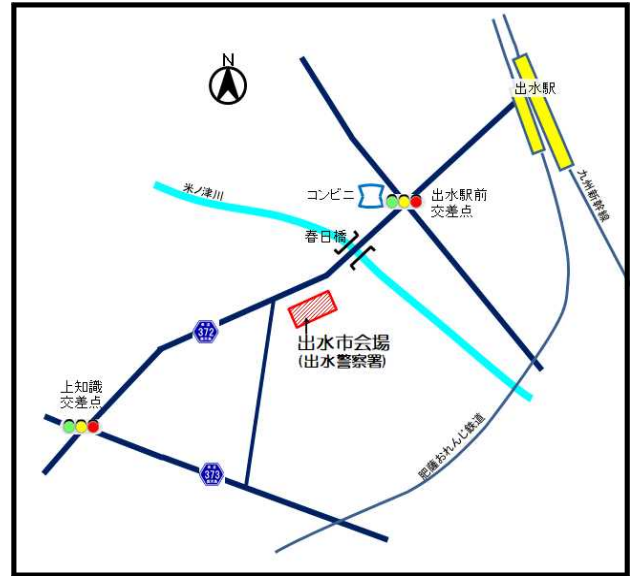 N
出水駅
九州新幹線
コンビニ
出水駅前
交差点
米ノ津川
春日橋
372
出水市会場
(出水警察署)
上知識
交差点
373
肥薩おれんじ鉄道